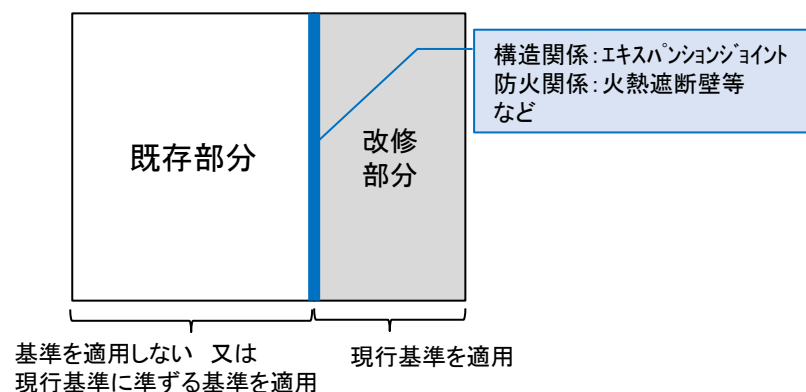 構造関係：ｴｷｽﾊﾟﾝｼｮﾝｼﾞｮｲﾝﾄ
防火関係：火熱遮断壁等
など
既存部分
改修
部分
基準を適用しない　又は
現行基準に準ずる基準を適用
現行基準を適用